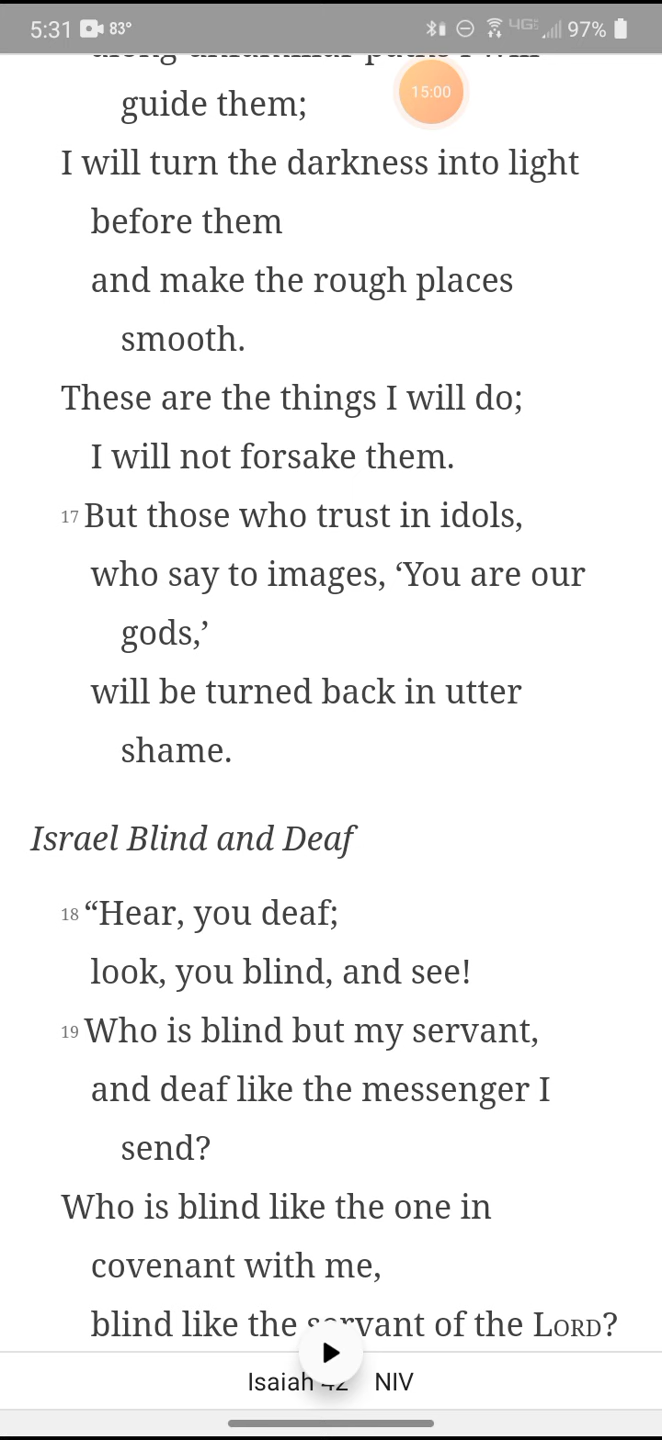 5:31 83° 4G 97%
guide them;
15:00
I will turn the darkness into light
before them
and make the rough places
smooth.
These are the things I will do;
I will not forsake them.
17 But those who trust in idols,
who say to images, ‘You are our
gods,’
will be turned back in utter
shame.
Israel Blind and Deaf
18 “Hear, you deaf;
look, you blind, and see!
19 Who is blind but my servant,
and deaf like the messenger I
send?
Who is blind like the one in
covenant with me,
blind like the servant of the LORD?
Isaiah 42 NIV